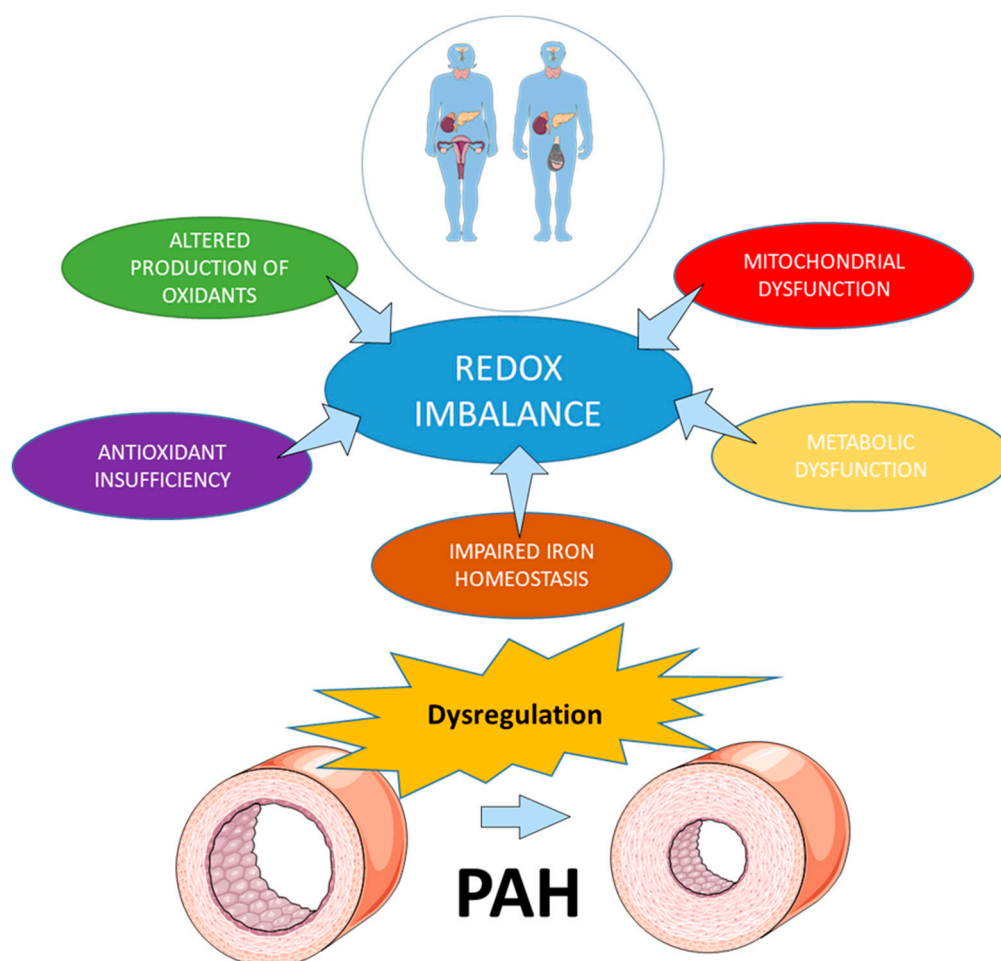 ALTERED
PRODUCTION OF
OXIDANTS
MITOCHONDRIAL
DYSFUNCTION
REDOX
IMBALANCE
ANTIOXIDANT
INSUFFICIENCY
METABOLIC
DYSFUNCTION
IMPAIRED IRON
HOMEOSTASIS
Dysregulation
PAH